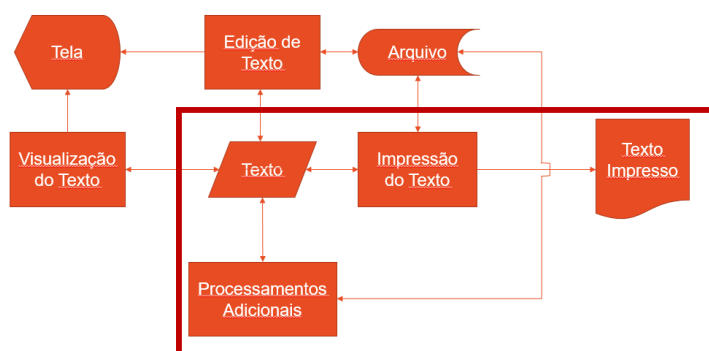 Tela
Edição de
Texto
Arquivo
Visualização
do Texto
Texto
Impressão
do Texto
Texto
Impresso
Processamentos
Adicionais